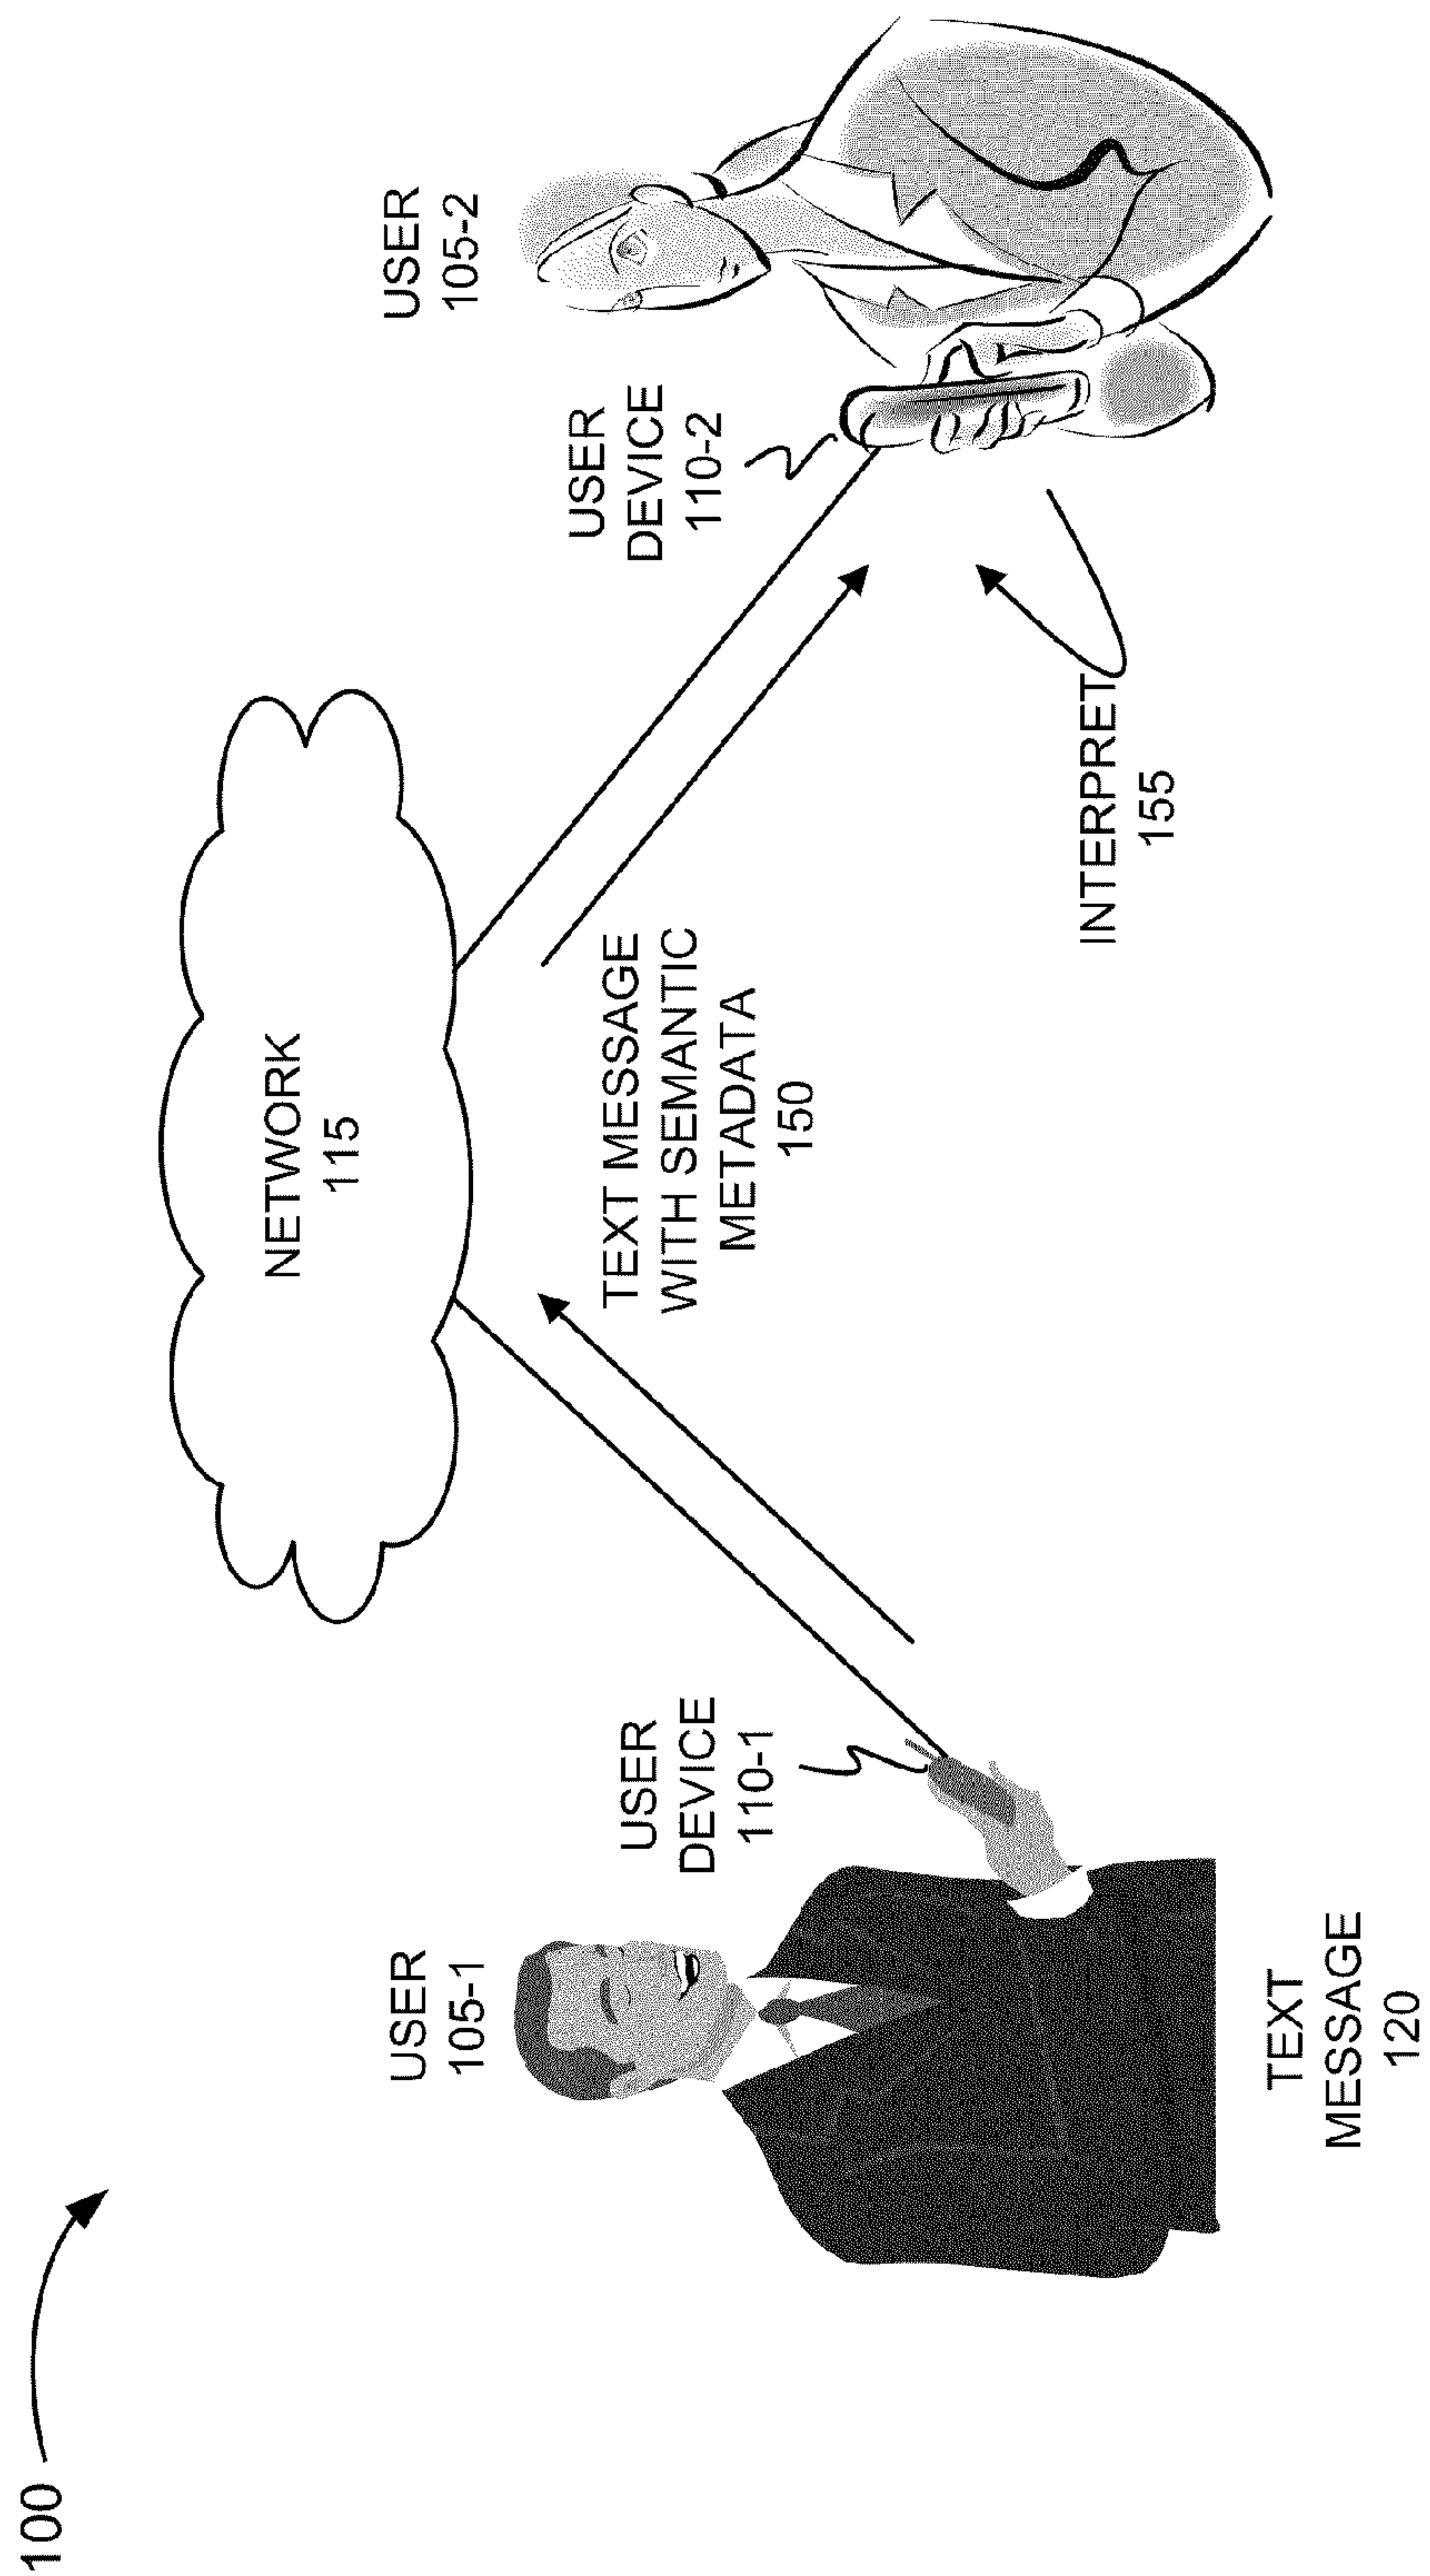 100
NETWORK
115
USER
105-1
USER
105-2
USER
DEVICE
110-1
USER
DEVICE
110-2
TEXT MESSAGE
WITH SEMANTIC
METADATA
150
INTERPRET
155
TEXT
MESSAGE
120